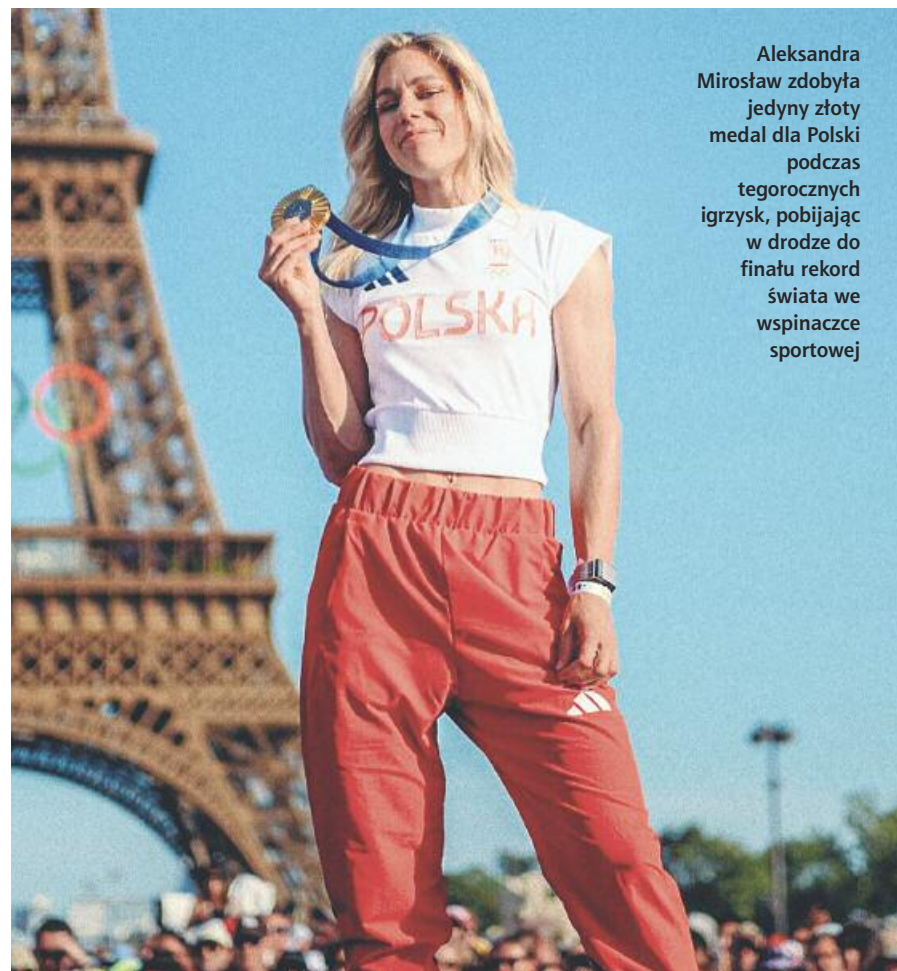 Aleksandra
Mirosław zdobyła
jedyny złoty
medal dla Polski
podczas
tegorocznych
igrzysk, pobijając
w drodze do
finału rekord
świata we
wspinaczce
sportowej
POLSKA